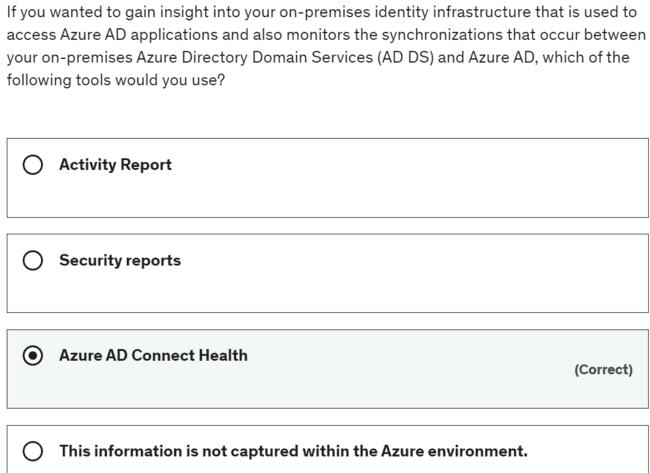 If you wanted to gain insight into your on-premises identity infrastructure that is used to
access Azure AD applications and also monitors the synchronizations that occur between
your on-premises Azure Directory Domain Services (AD DS) and Azure AD, which of the
following tools would you use?
Activity Report
Security reports
Azure AD Connect Health
(Correct)
This information is not captured within the Azure environment.